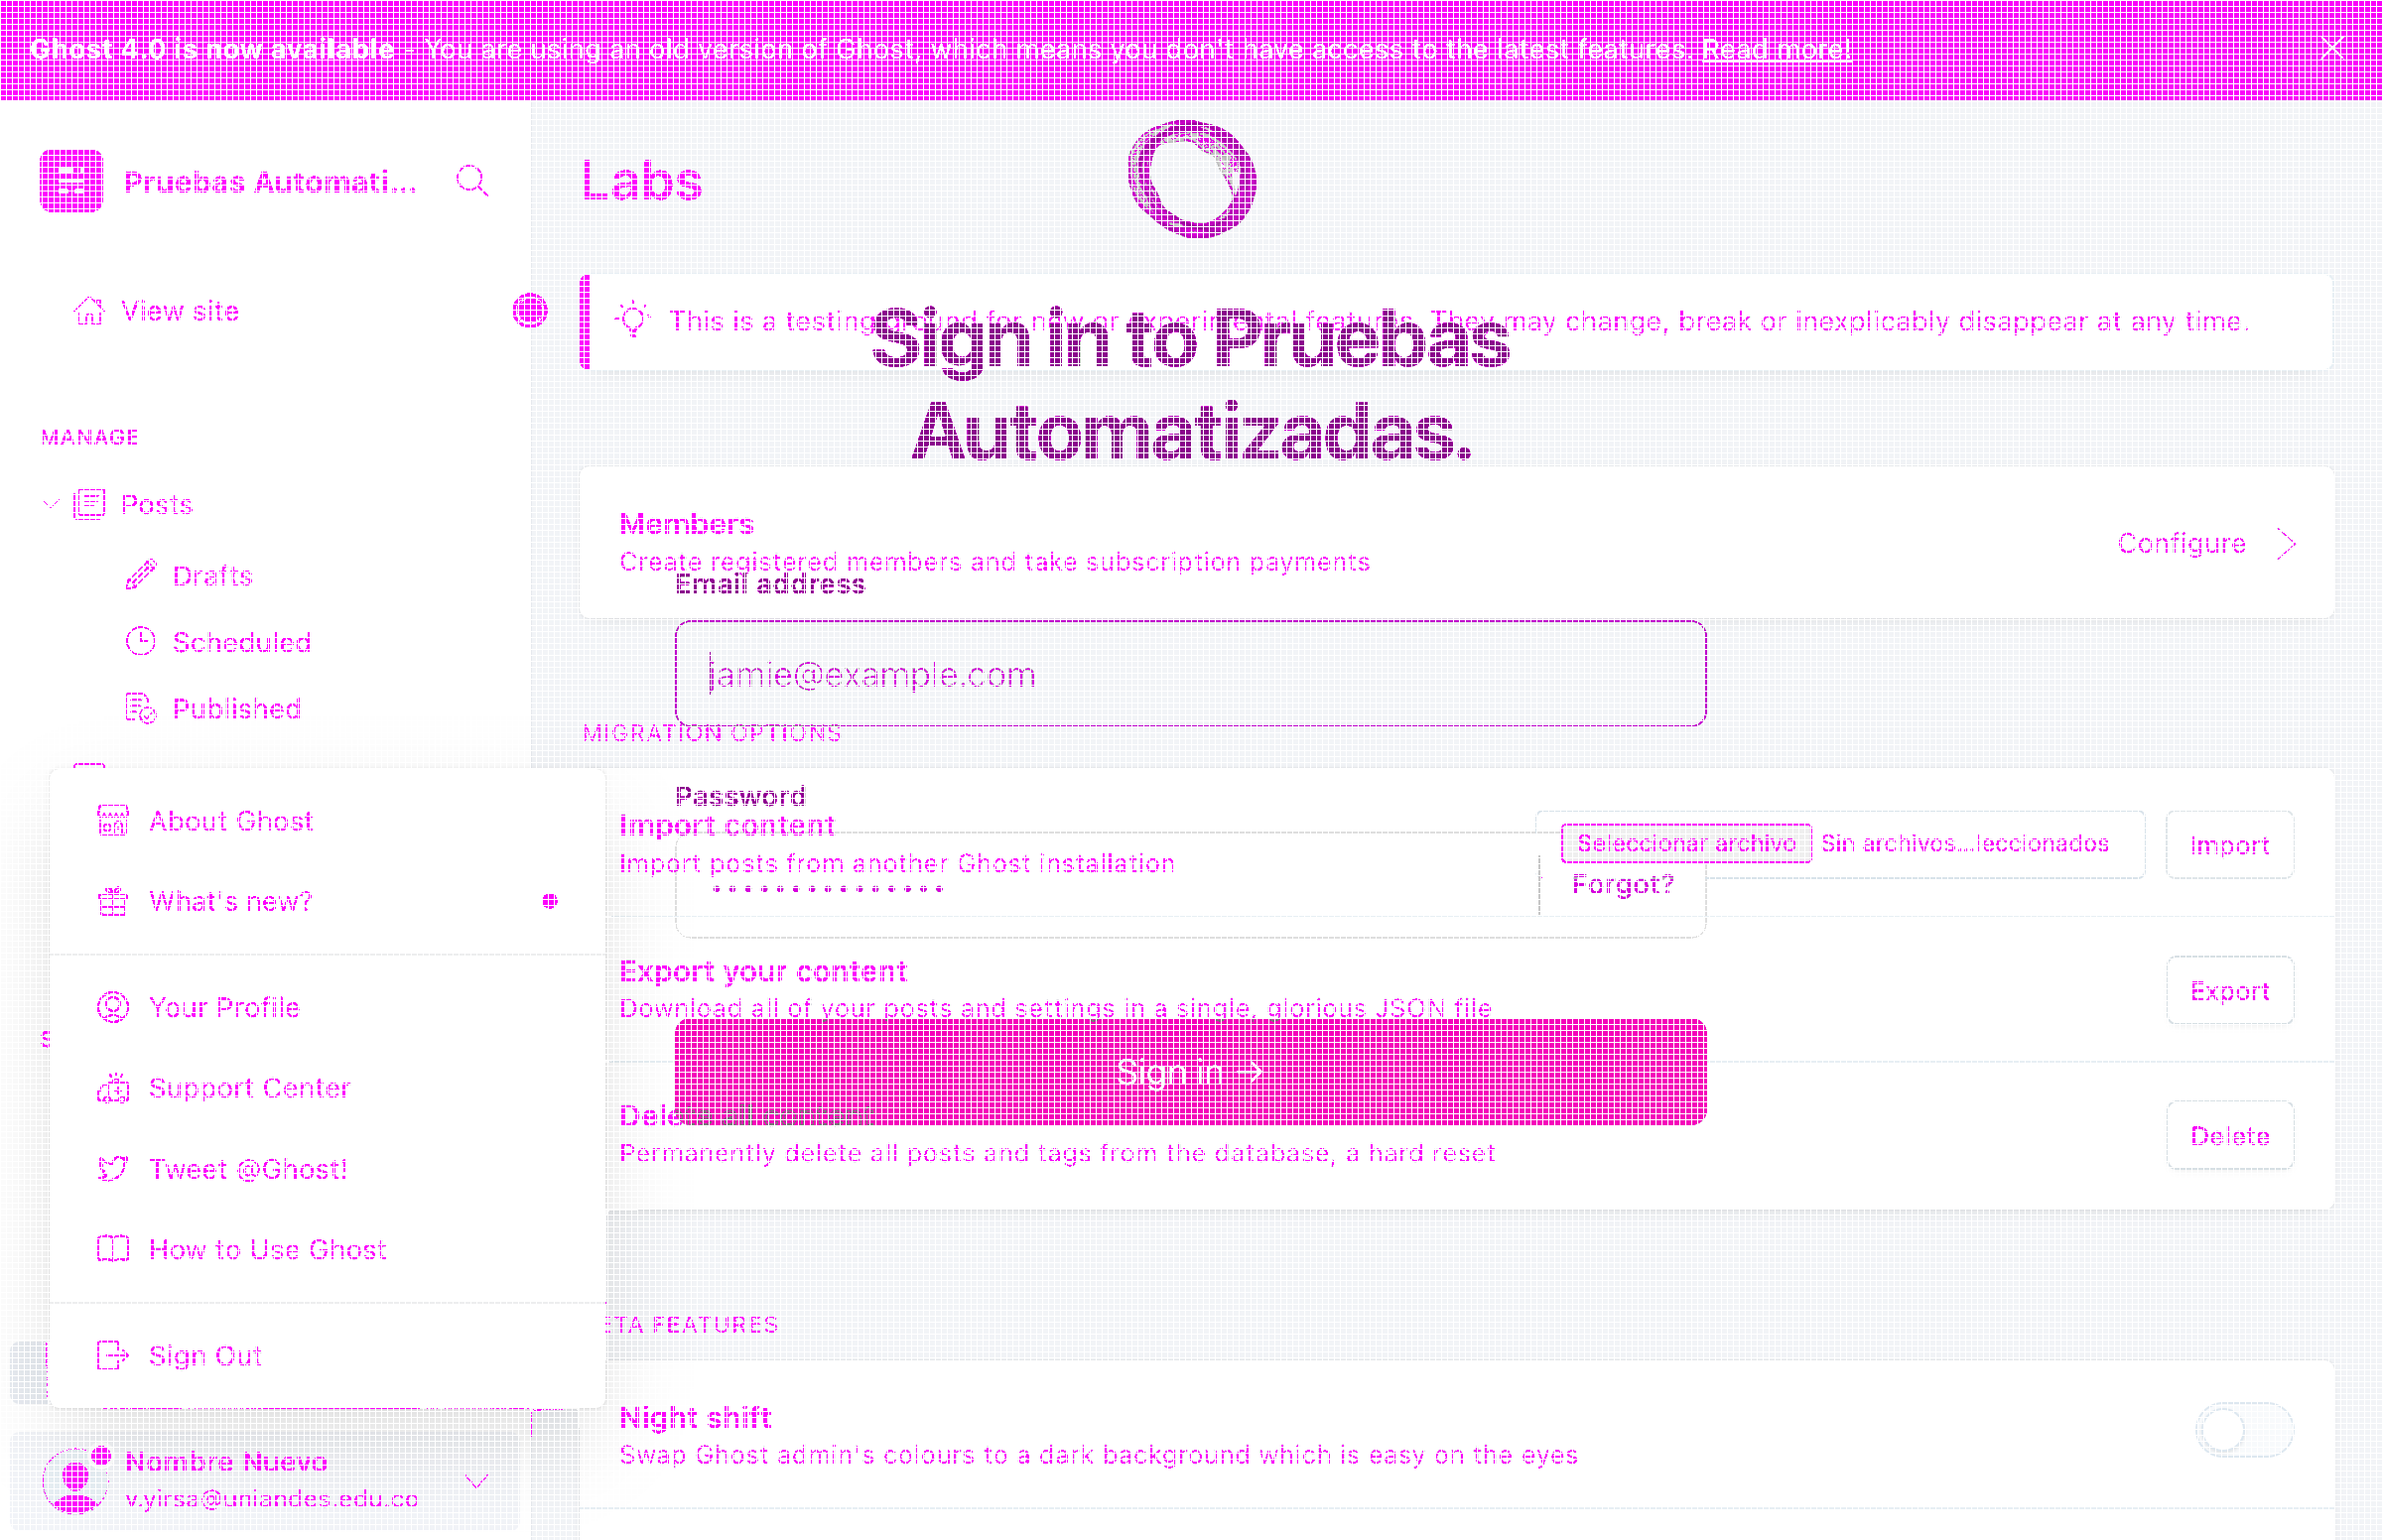 Ghost 4.0 is now available - You are using an old version of Ghost, which means you don't have access to the latest features. Read more!
Pruebas Automati...
Labs
View site
This is a testing ground for new or experimental features. They may change, break or inexplicably disappear at any time.
Sign in to Pruebas
Automatizadas.
MANAGE
Posts
Members
Create registered members and take subscription payments
Configure
Email address
Drafts
Scheduled
jamie@example.com
Published
MIGRATION OPTIONS
Password
About Ghost
Import content
Seleccionar archivo Sin archivos...leccionados
Import
Import posts from another Ghost installation
Forgot?
What's new?
Export your content
Export
Your Profile
Download all of your posts and settings in a single, glorious JSON file
Sign in →
Support Center
Delete all content
Delete
Permanently delete all posts and tags from the database, a hard reset
Tweet @Ghost!
How to Use Ghost
ETA FEATURES
Sign Out
Night shift
Swap Ghost admin's colours to a dark background which is easy on the eyes
Nombre Nuevo
v.yirsa@uniandes.edu.co